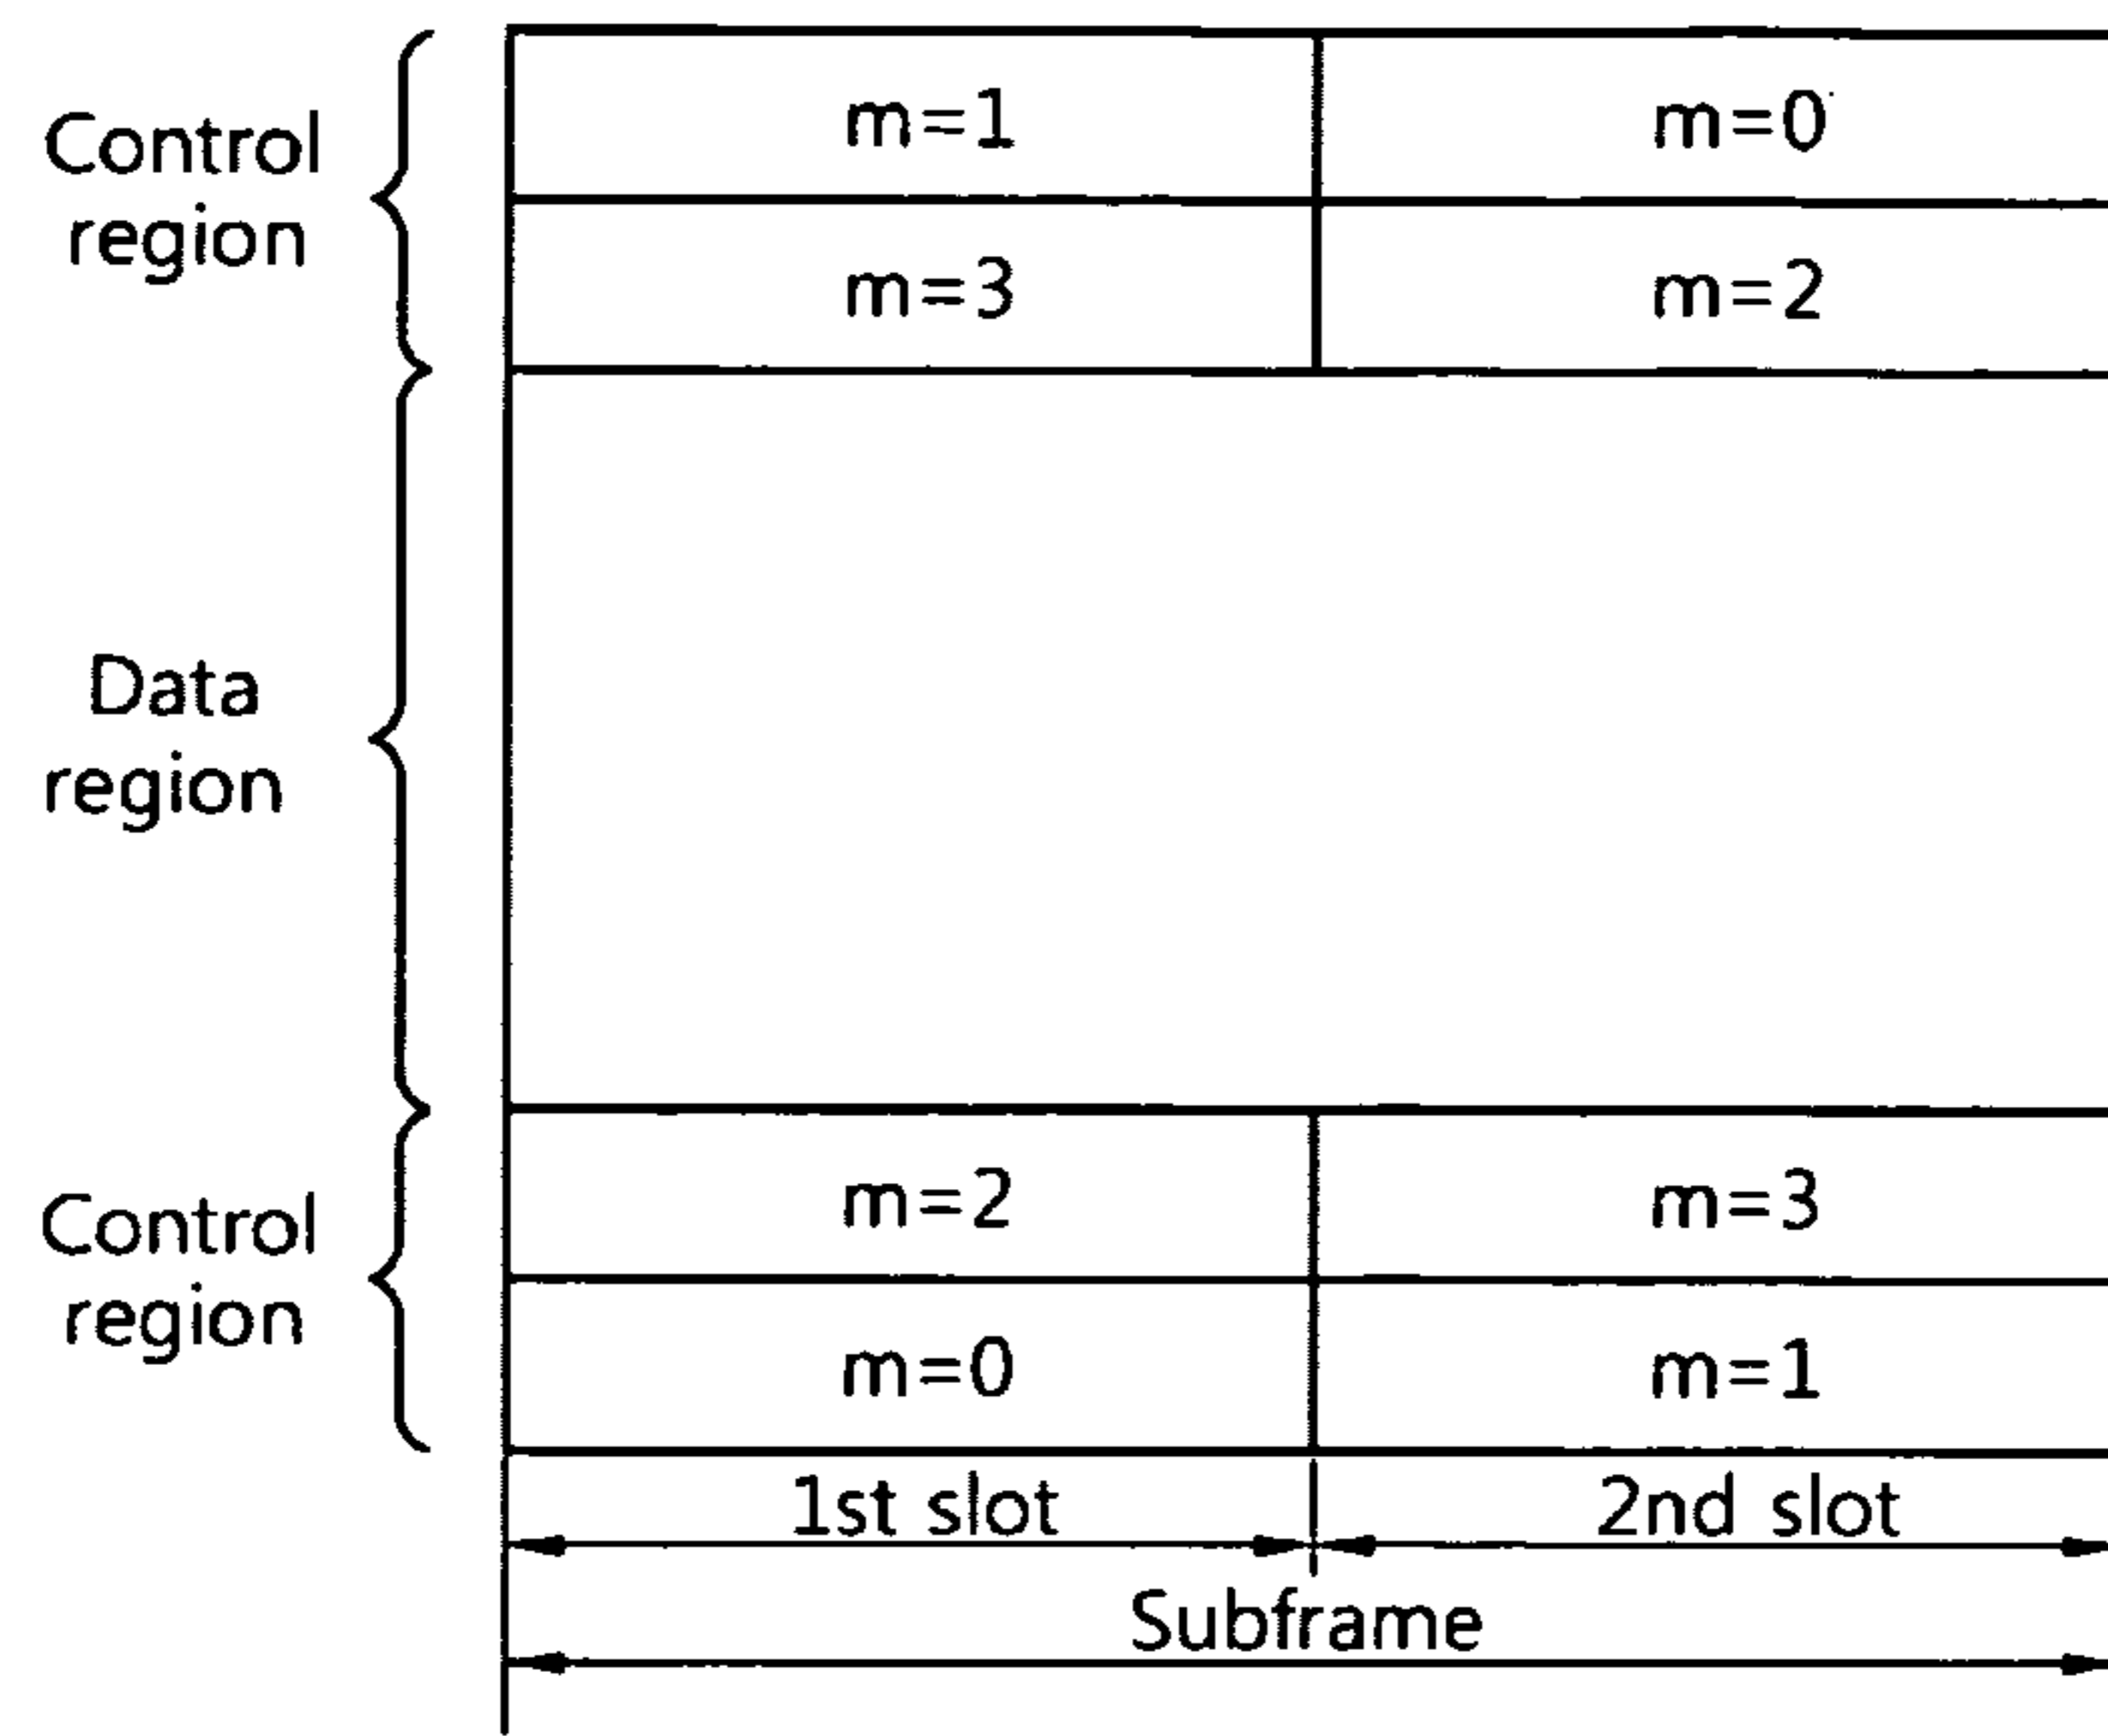 Control
region
m=1
m=0
m=3
m=2
Data
region
Control
region
m=2
m=3
m=0
m=1
1st slot
2nd slot
Subframe